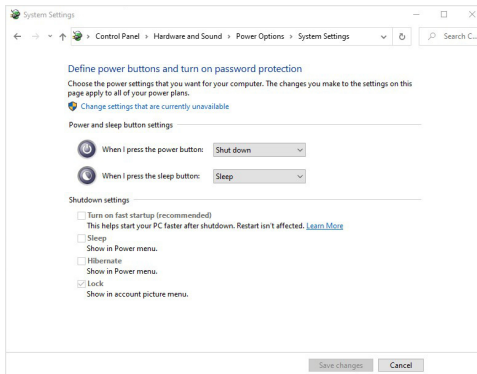 System Settings
Control Panel > Hardware and Sound > Power Options > System Settings
Search C...
Define power buttons and turn on password protection
Choose the power settings that you want for your computer. The changes you make to the settings on this
page apply to all of your power plans.
Change settings that are currently unavailable
Power and sleep button settings
When I press the power button: Shut down
When I press the sleep button: Sleep
Shutdown settings
Turn on fast startup (recommended)
This helps start your PC faster after shutdown. Restart isn't affected. Learn More
Sleep
Show in Power menu.
Hibernate
Show in Power menu.
Lock
Show in account picture menu.
Save changes Cancel